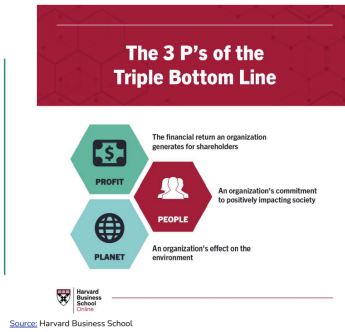 The 3 P's of the
Triple Bottom Line
The financial return an organization
generates for shareholders
PROFIT
An organization's commitment
to positively impacting society
PEOPLE
An organization's effect on the
environment
PLANET
Harvard
Business
School
Online
Source: Harvard Business School